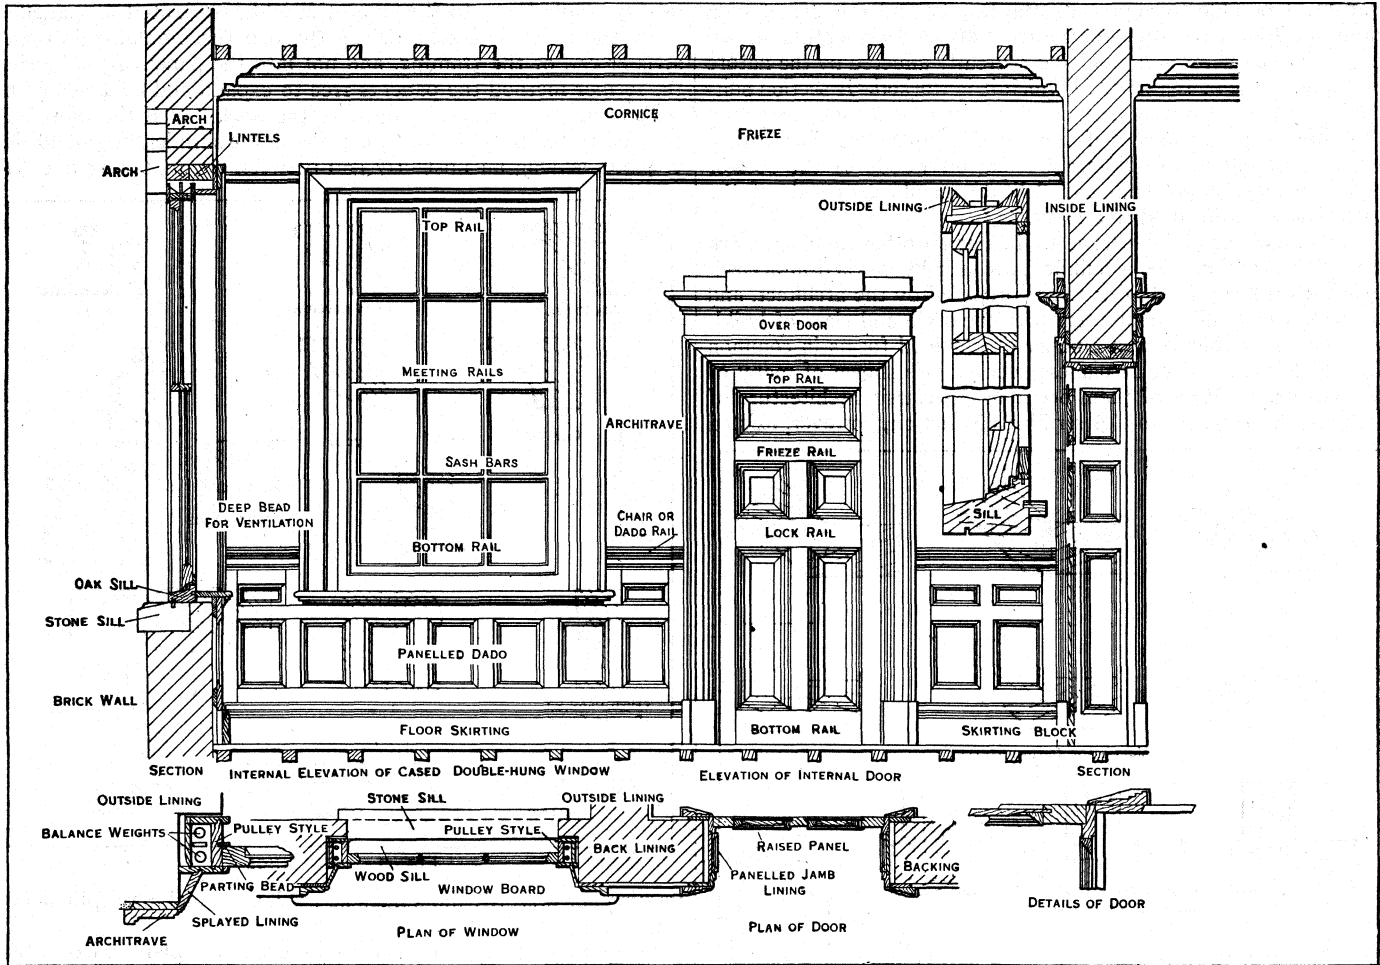 CORNICE
FRIEZE
ARCH
LINTELS
ARCH
OUTSIDE LINING
INSIDE LINING
TOP RAIL
OVER DOOR
MEETING RAILS
TOP RAIL
ARCHITRAVE
FRIEZE RAIL
SASH BARS
DEEP BEAD
FOR VENTILATION
CHAIR OR
DADO RAIL
LOCK RAIL
SILL
BOTTOM RAIL
OAK SILL
STONE SILL
PANELLED DADO
BRICK WALL
FLOOR SKIRTING
BOTTOM RAIL
SKIRTING BLOCK
SECTION
INTERNAL ELEVATION OF CASED DOUBLE-HUNG WINDOW
ELEVATION OF INTERNAL DOOR
SECTION
OUTSIDE LINING
STONE SILL
OUTSIDE LINING
BALANCE WEIGHTS
PULLEY STYLE
PULLEY STYLE
BACK LINING
RAISED PANEL
BACKING
PARTING BEAD
WOOD SILL
WINDOW BOARD
PANELLED JAMB
LINING
SPLAYED LINING
ARCHITRAVE
PLAN OF WINDOW
PLAN OF DOOR
DETAILS OF DOOR